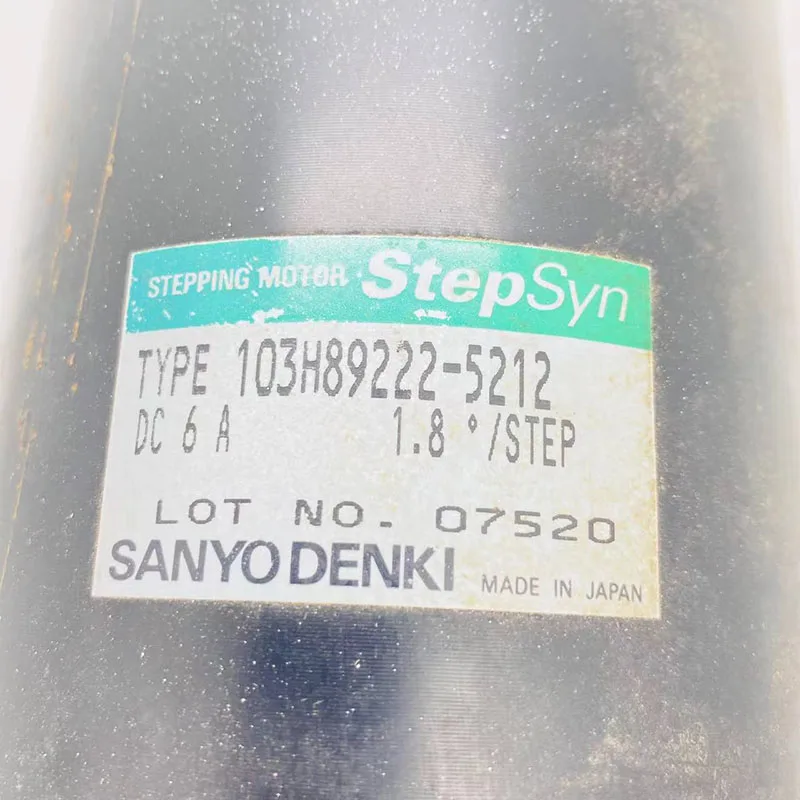 STEPPING MOTOR StepSyn
TYPE 103H89222-5212
DC 6 A 1.8 °/STEP
LOT NO. 07520
SANYO DENKI MADE IN JAPAN